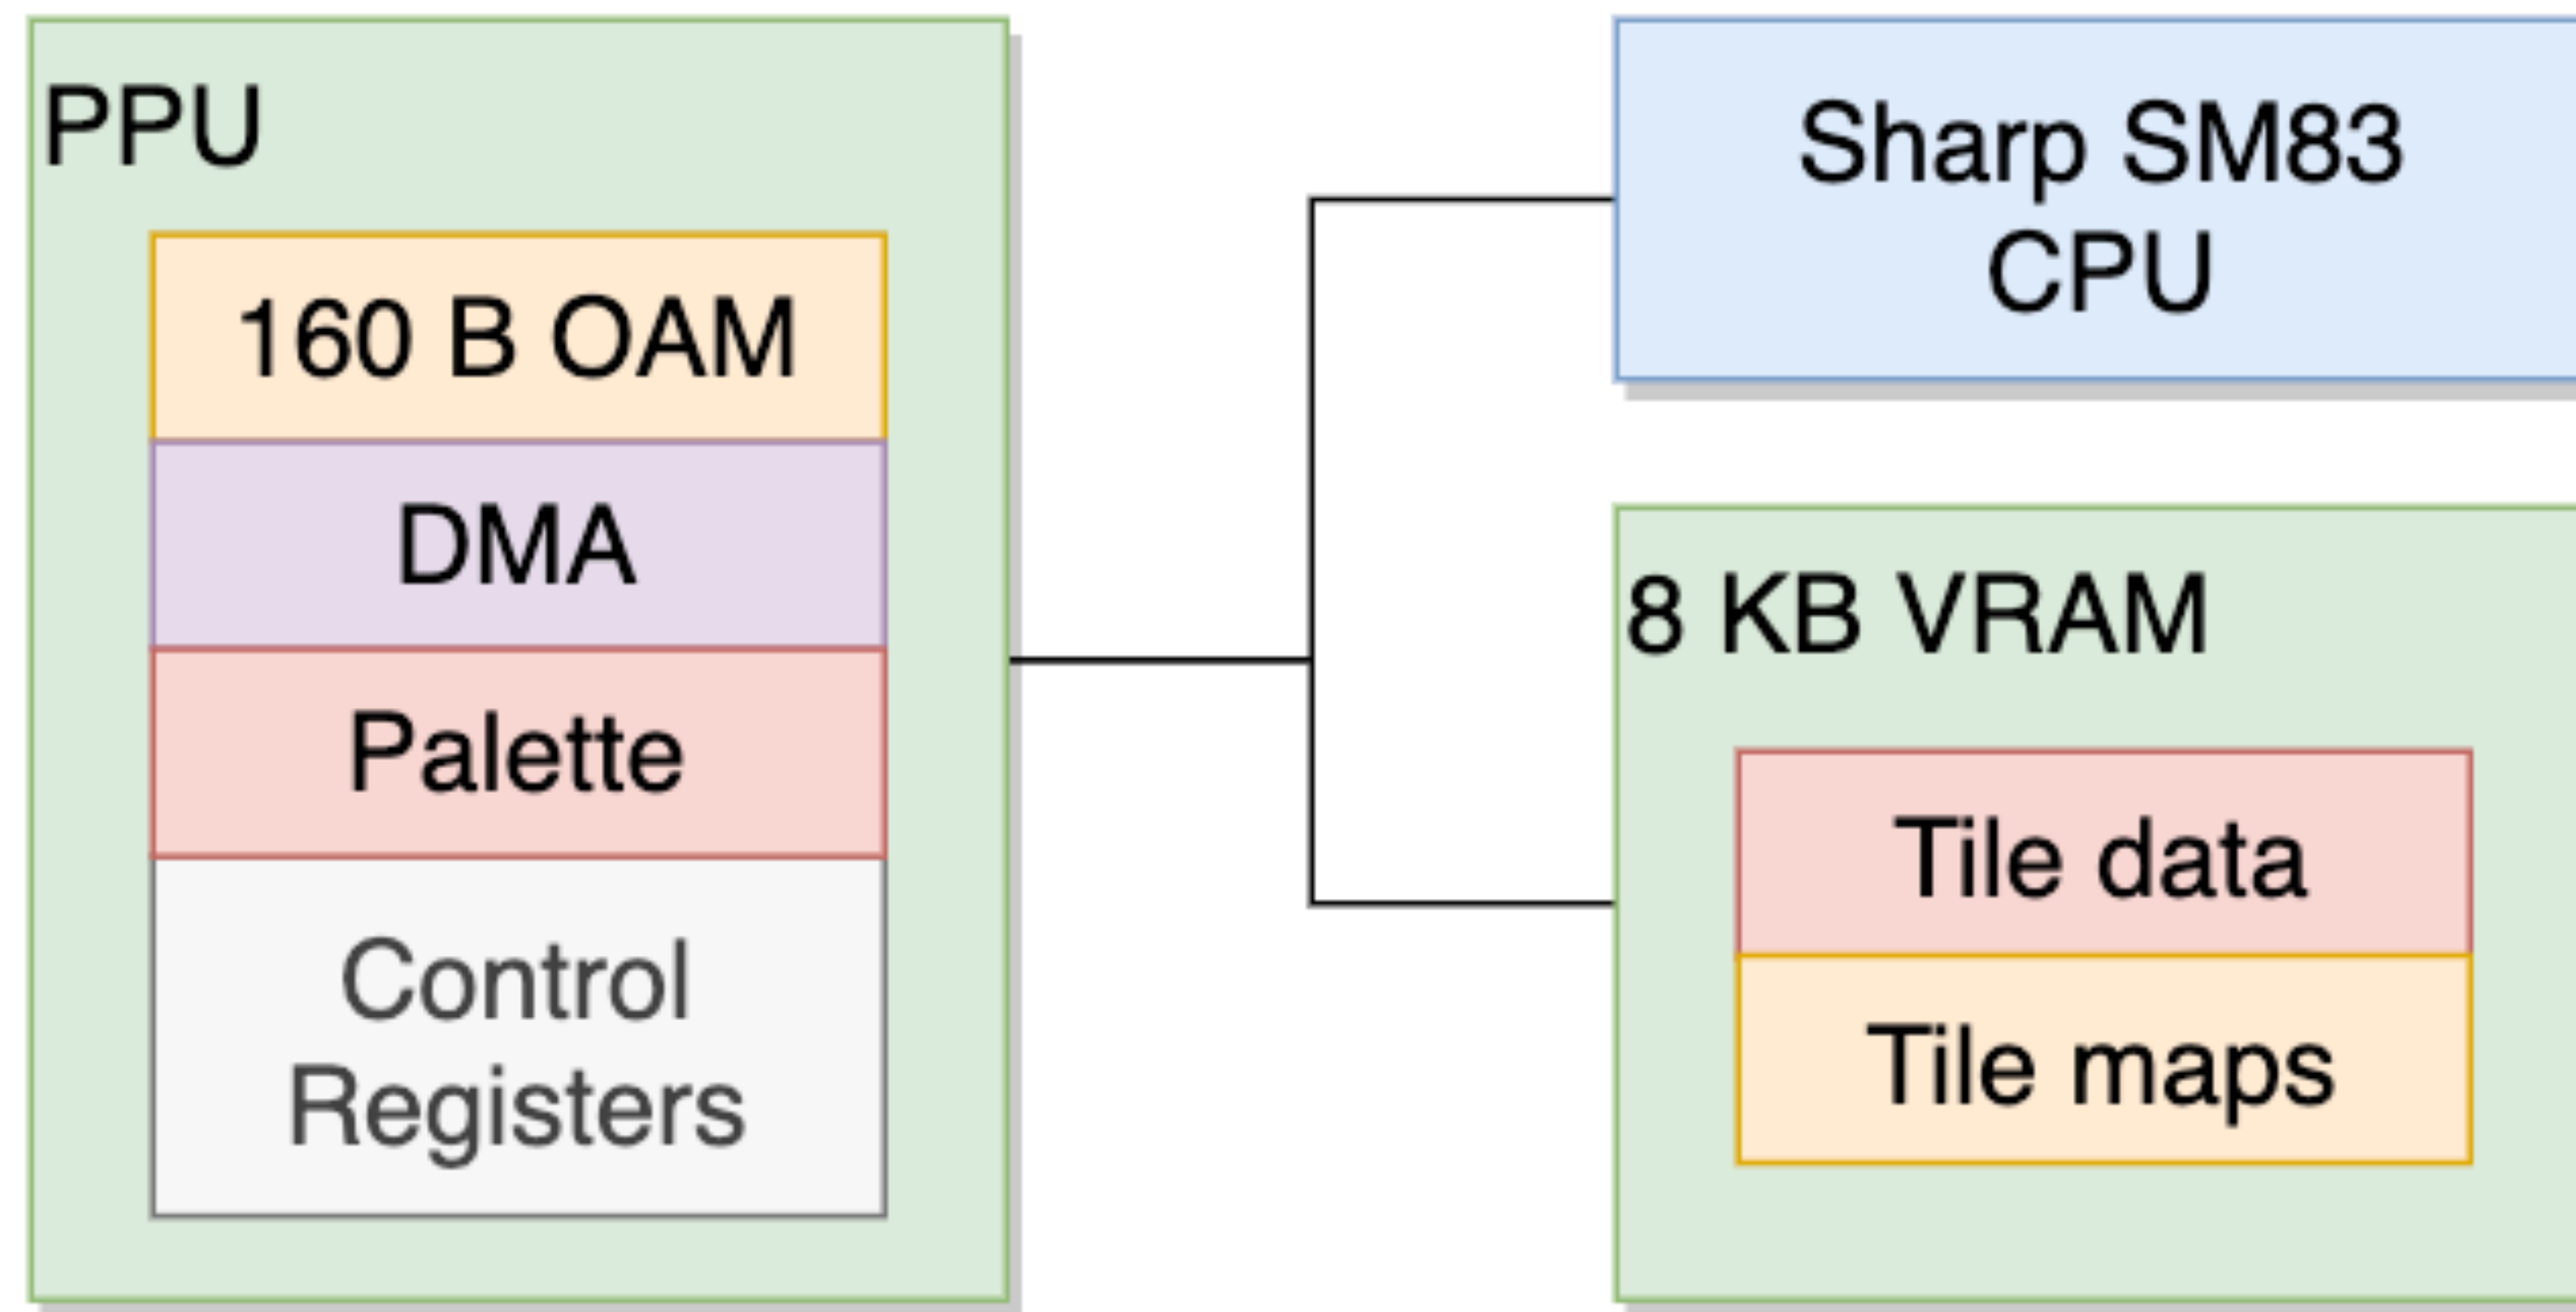 PPU
160 B OAM
DMA
Palette
Control
Registers
Sharp SM83
CPU
8 KB VRAM
Tile data
Tile maps